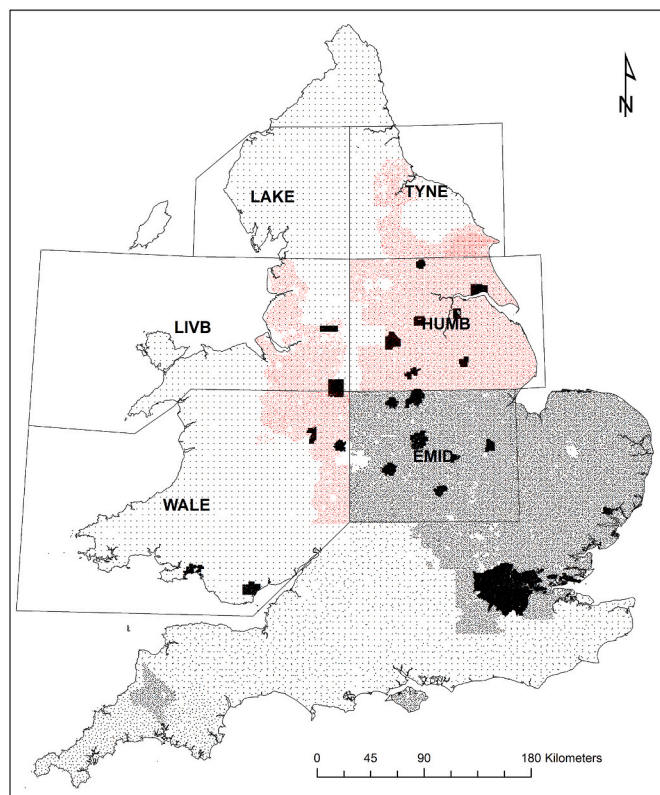 N
LAKE
TYNE
LIVB
HUMB
EMID
WALE
0 45 90 180 Kilometers